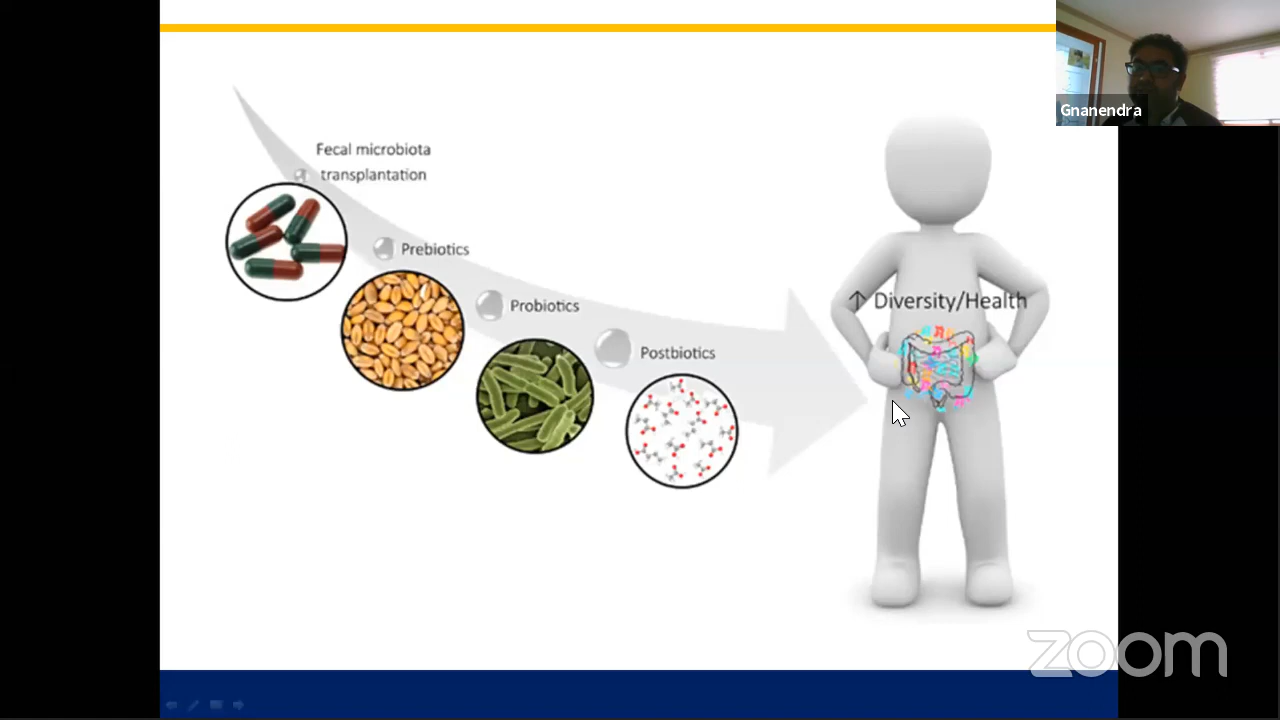 Gnanendra
Fecal microbiota
transplantation
Prebiotics
Probiotics
Postbiotics
↑ Diversity/Health
zoom